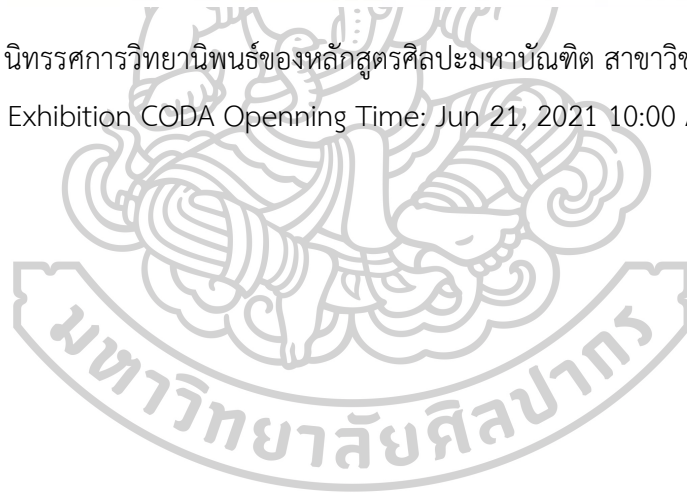 นิทรรศการวิทยานิพนธ์ของหลักสูตรศิลปะมหาบัณฑิต สาขาวิช
Exhibition CODA Openning Time: Jun 21, 2021 10:00
มหาวิทยาลัยศิลปากร